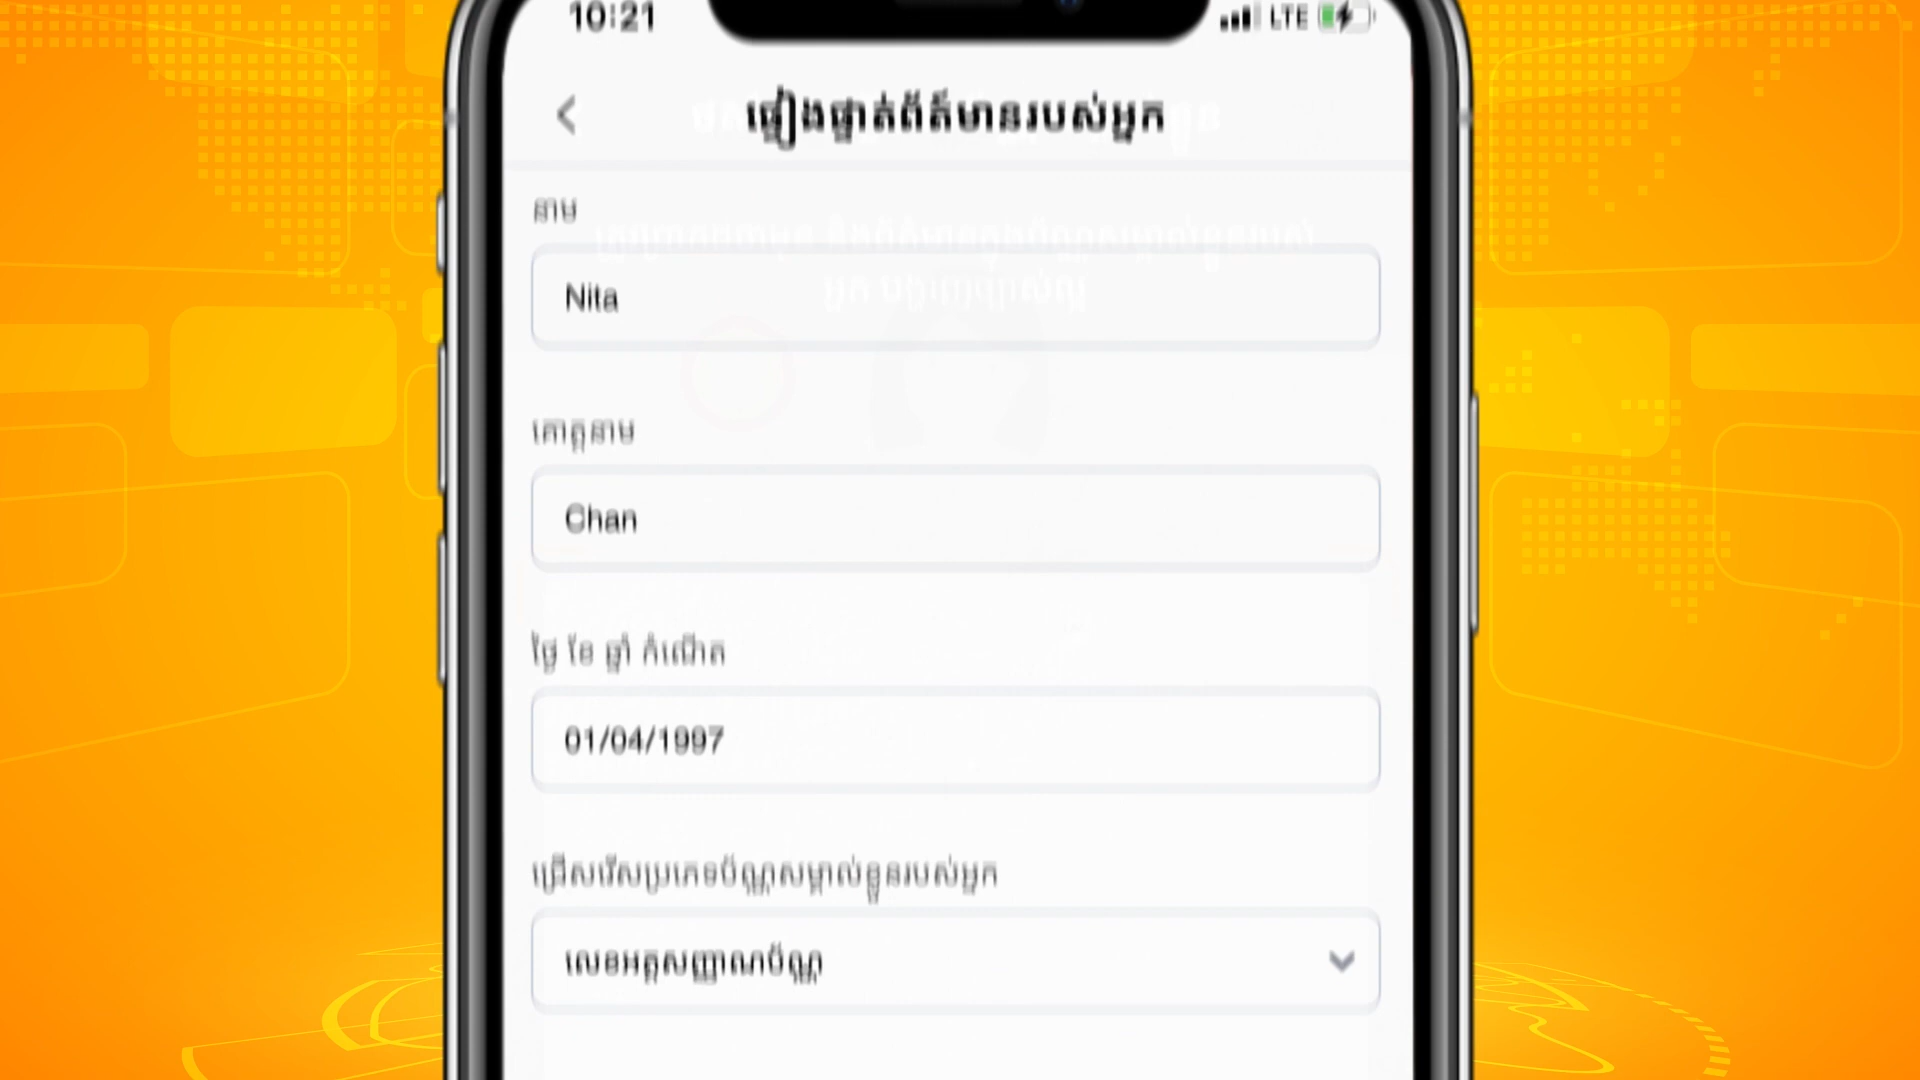 10:21
LTE
ផ្ទៀងផ្ទាត់ព័ត៌មានរបស់អ្នក
នាម
Nita
គោត្តនាម
Chan
ថ្ងៃ ខែ ឆ្នាំ កំណើត
01/04/1997
ជ្រើសរើសប្រភេទប័ណ្ណសម្គាល់ខ្លួនរបស់អ្នក
លេខអត្តសញ្ញាណប័ណ្ណ